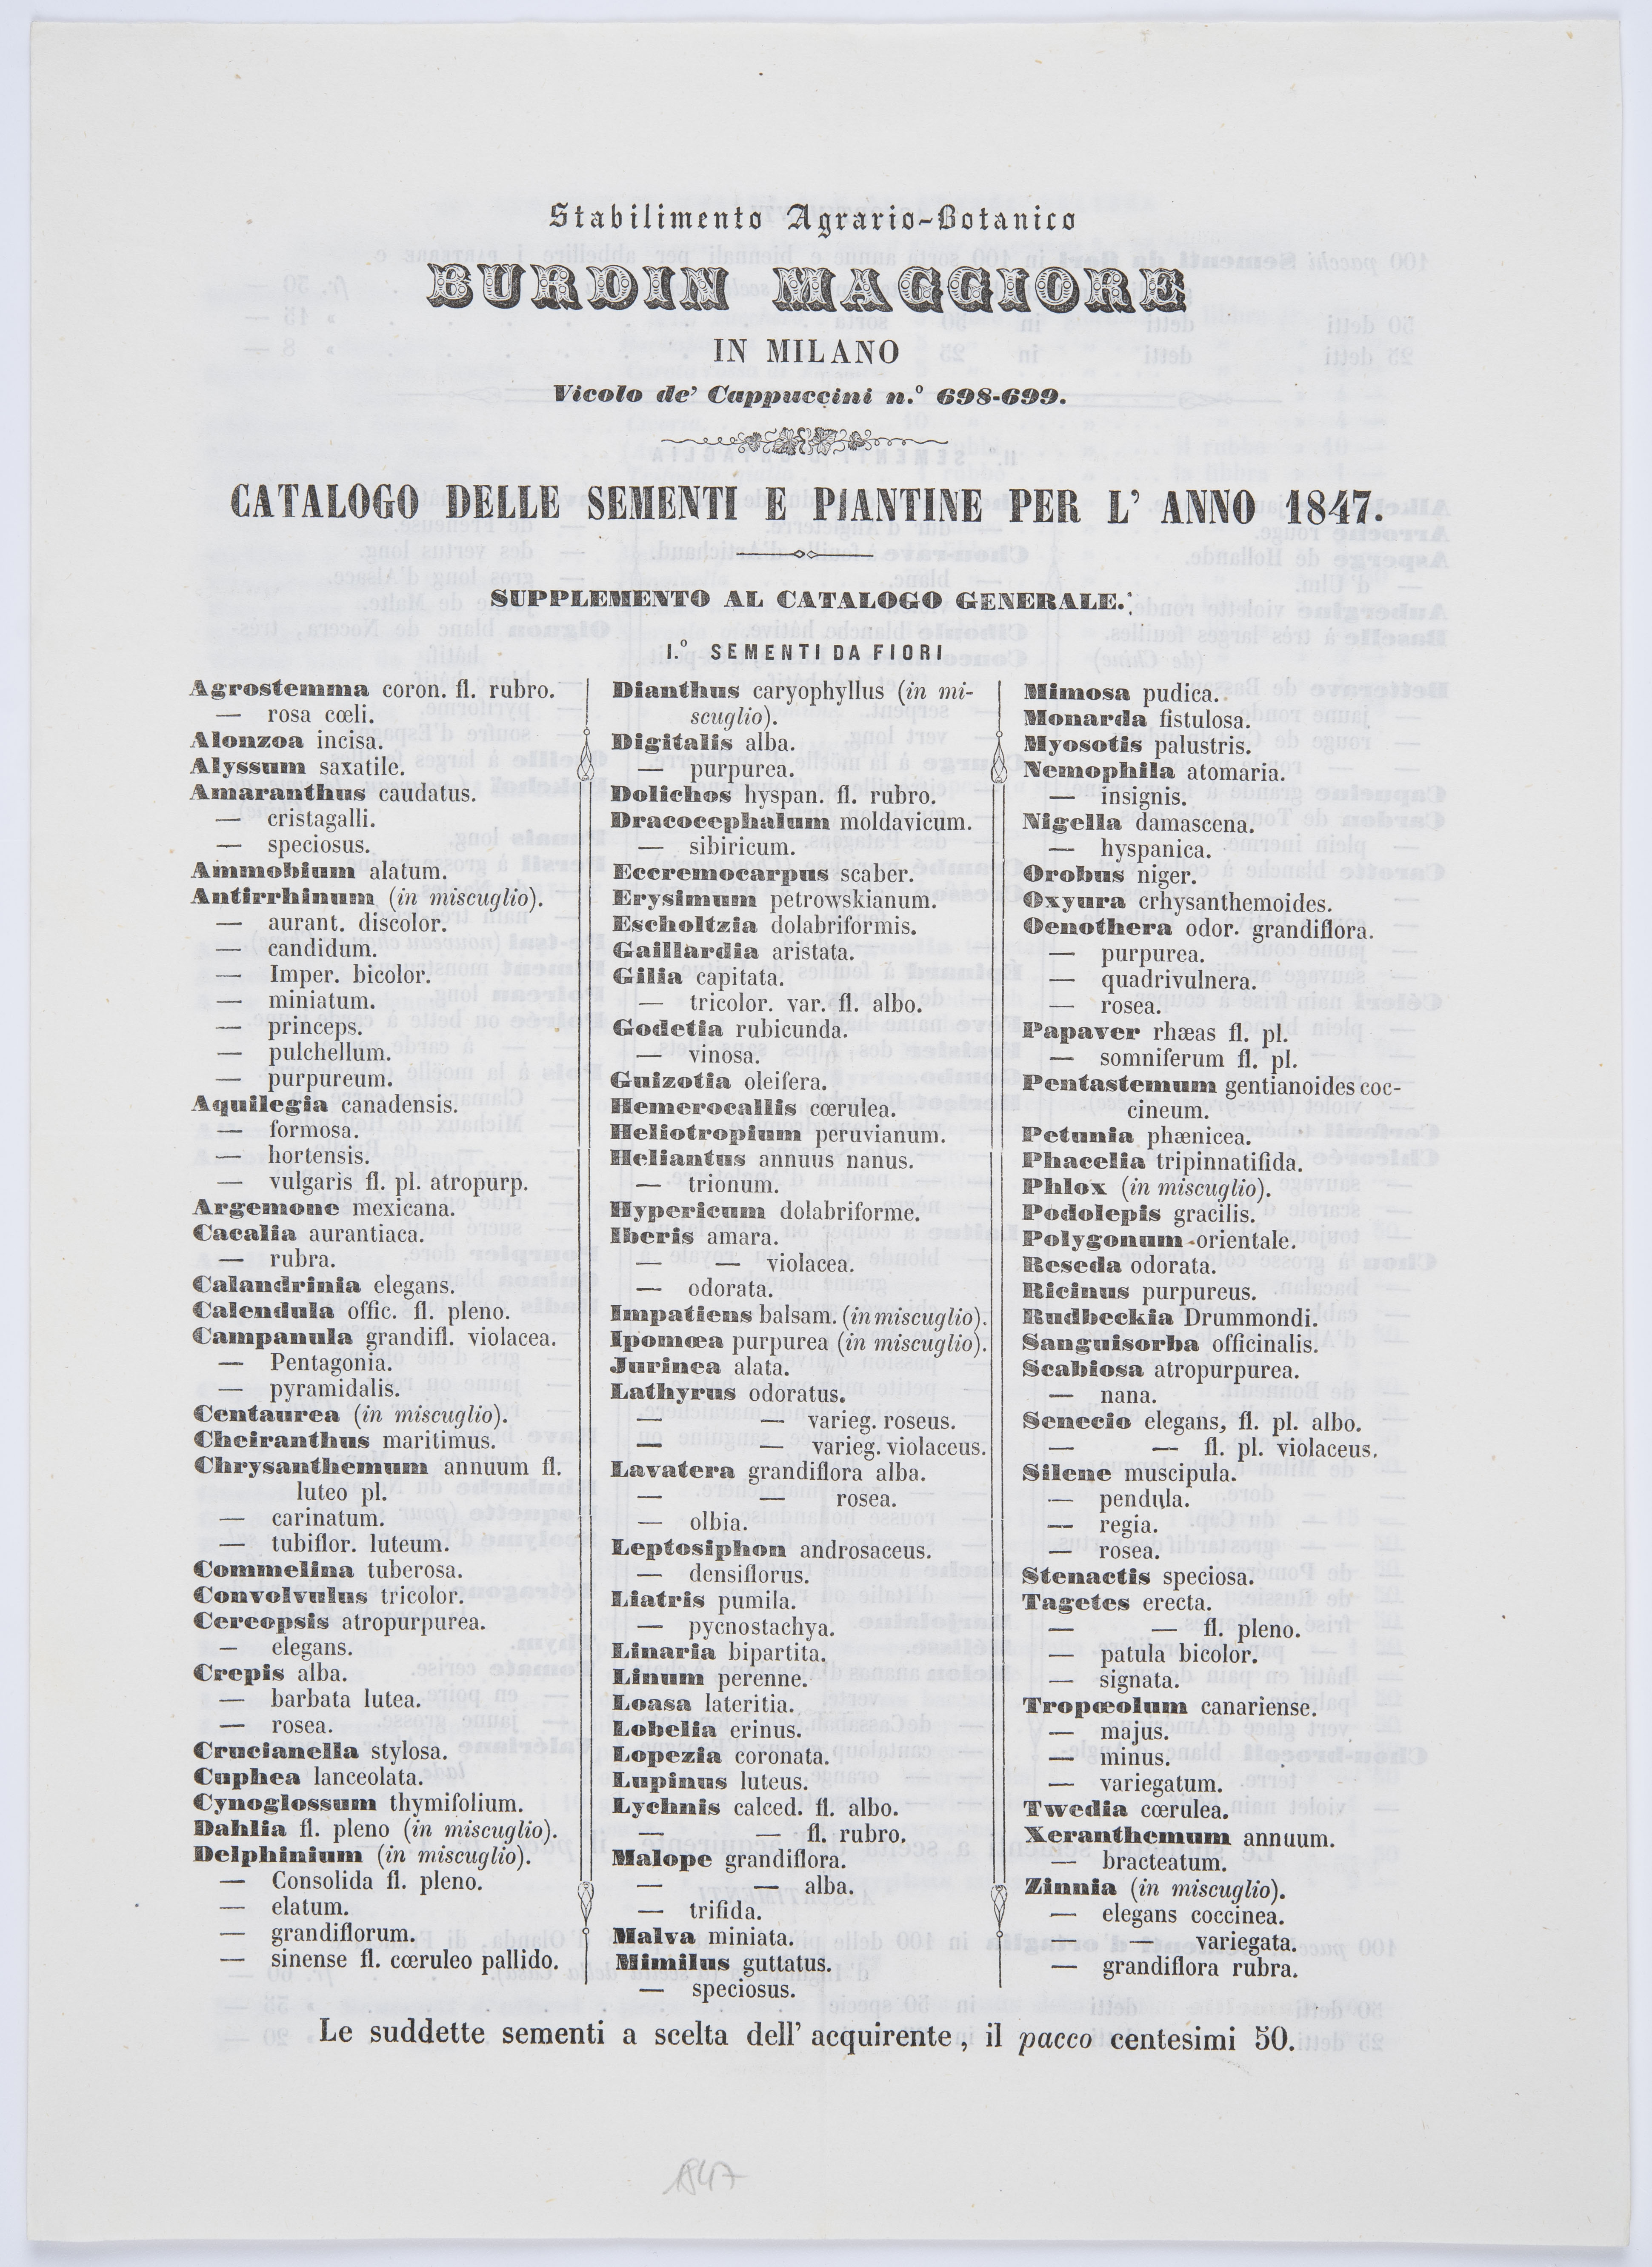 Stabilimento Agrario-Botanico
BURDIN MAGGIORE
IN MILANO
Vicolo de' Cappuccini n.º 698-699.
CATALOGO DELLE SEMENTI E PIANTINE PER L' ANNO 1847.
SUPPLEMENTO AL CATALOGO GENERALE.
I.º SEMENTI DA FIORI
Agrostemma coron. fl. rubro.
— rosa cœli.
Alonzoa incisa.
Alyssum saxatile.
Amaranthus caudatus.
— cristagalli.
— speciosus.
Ammobium alatum.
Antirrhinum (in miscuglio).
— aurant. discolor.
— candidum.
— Imper. bicolor.
— miniatum.
— princeps.
— pulchellum.
— purpureum.
Aquilegia canadensis.
— formosa.
— hortensis.
— vulgaris fl. pl. atropurp.
Argemone mexicana.
Cacalia aurantiaca.
— rubra.
Calandrinia elegans.
Calendula offic. fl. pleno.
Campanula grandifl. violacea.
— Pentagonia.
— pyramidalis.
Centaurea (in miscuglio).
Cheiranthus maritimus.
Chrysanthemum annuum fl.
luteo pl.
— carinatum.
— tubiflor. luteum.
Commelina tuberosa.
Convolvulus tricolor.
Cereopsis atropurpurea.
— elegans.
Crepis alba.
— barbata lutea.
— rosea.
Crucianella stylosa.
Cuphea lanceolata.
Cynoglossum thymifolium.
Dahlia fl. pleno (in miscuglio).
Delphinium (in miscuglio).
— Consolida fl. pleno.
— elatum.
— grandiflorum.
— sinense fl. cœruleo pallido.
Dianthus caryophyllus (in mi-
scuglio).
Digitalis alba.
— purpurea.
Dolichos hyspan. fl. rubro.
Dracocephalum moldavicum.
— sibiricum.
Eccremocarpus scaber.
Erysimum petrowskianum.
Escholtzia dolabriformis.
Gaillardia aristata.
Gilia capitata.
— tricolor. var. fl. albo.
Godetia rubicunda.
— vinosa.
Guizotia oleifera.
Hemerocallis cœrulea.
Heliotropium peruvianum.
Heliantus annuus nanus.
— trionum.
Hypericum dolabriforme.
Iberis amara.
— — violacea.
— odorata.
Impatiens balsam. (in miscuglio).
Ipomœa purpurea (in miscuglio).
Jurinea alata.
Lathyrus odoratus.
— — varieg. roseus.
— — varieg. violaceus.
Lavatera grandiflora alba.
— — rosea.
— olbia.
Leptosiphon androsaceus.
— densiflorus.
Liatris pumila.
— pycnostachya.
Linaria bipartita.
Linum perenne.
Loasa lateritia.
Lobelia erinus.
Lopezia coronata.
Lupinus luteus.
Lychnis calced. fl. albo.
— — fl. rubro.
Malope grandiflora.
— — alba.
— trifida.
Malva miniata.
Mimilus guttatus.
— speciosus.
Mimosa pudica.
Monarda fistulosa.
Myosotis palustris.
Nemophila atomaria.
— insignis.
Nigella damascena.
— hyspanica.
Orobus niger.
Oxyura crhysanthemoides.
Oenothera odor. grandiflora.
— purpurea.
— quadrivulnera.
— rosea.
Papaver rhæas fl. pl.
— somniferum fl. pl.
Pentastemum gentianoides coc-
cineum.
Petunia phænicea.
Phacelia tripinnatifida.
Phlox (in miscuglio).
Podolepis gracilis.
Polygonum orientale.
Reseda odorata.
Ricinus purpureus.
Rudbeckia Drummondi.
Sanguisorba officinalis.
Scabiosa atropurpurea.
— nana.
Senecio elegans, fl. pl. albo.
— — fl. pl. violaceus.
Silene muscipula.
— pendula.
— regia.
— rosea.
Stenactis speciosa.
Tagetes erecta.
— — fl. pleno.
— patula bicolor.
— signata.
Tropœolum canariense.
— majus.
— minus.
— variegatum.
Twedia cœrulea.
Xeranthemum annuum.
— bracteatum.
Zinnia (in miscuglio).
— elegans coccinea.
— — variegata.
— grandiflora rubra.
Le suddette sementi a scelta dell' acquirente, il pacco centesimi 50.
1847